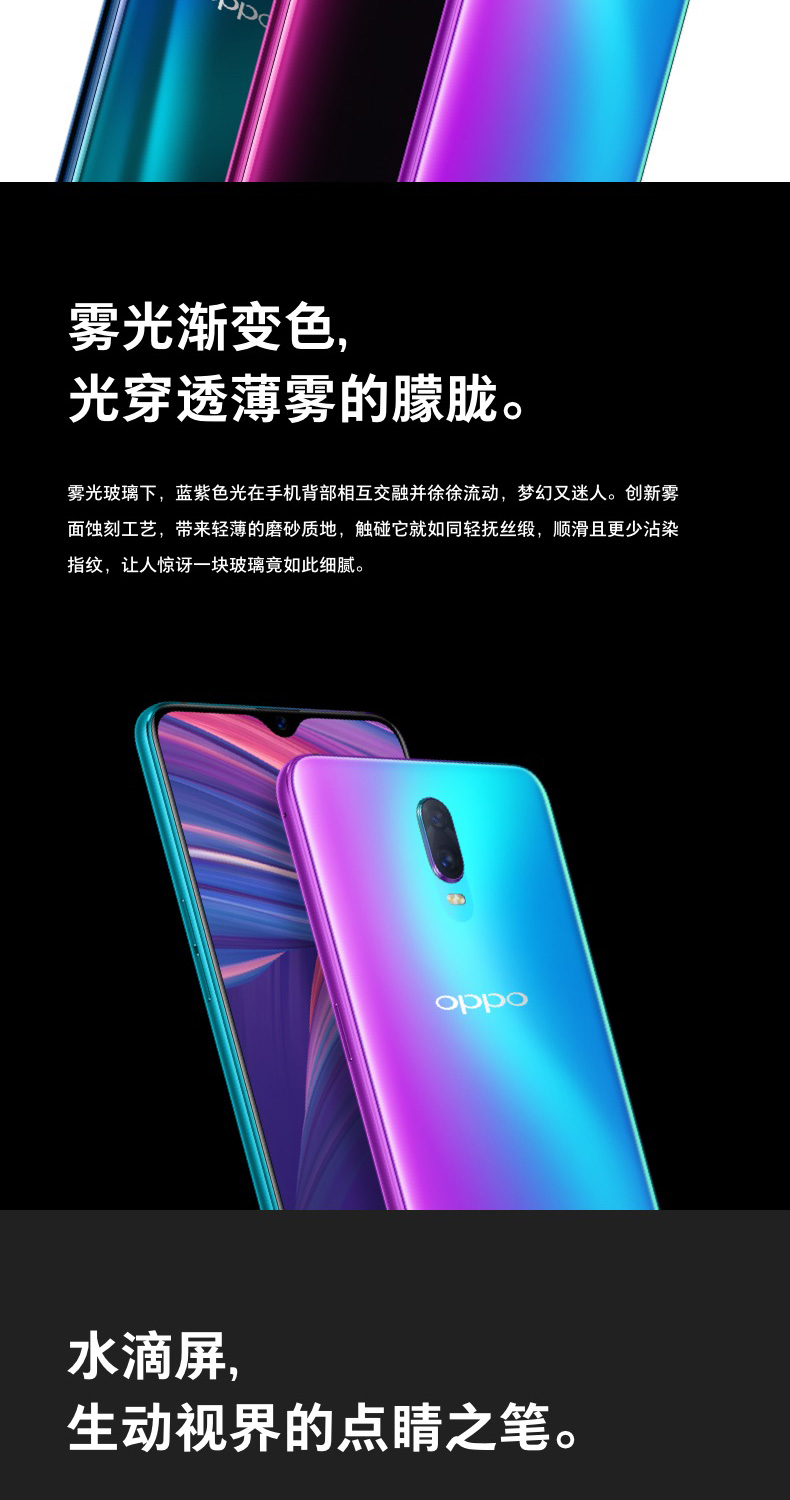 oppo
雾光渐变色,
光穿透薄雾的朦胧。
雾光玻璃下，蓝紫色光在手机背部相互交融并徐徐流动，梦幻又迷人。创新雾
面蚀刻工艺，带来轻薄的磨砂质地，触碰它就如同轻抚丝缎，顺滑且更少沾染
指纹，让人惊讶一块玻璃竟如此细腻。
oppo
水滴屏,
生动视界的点睛之笔。